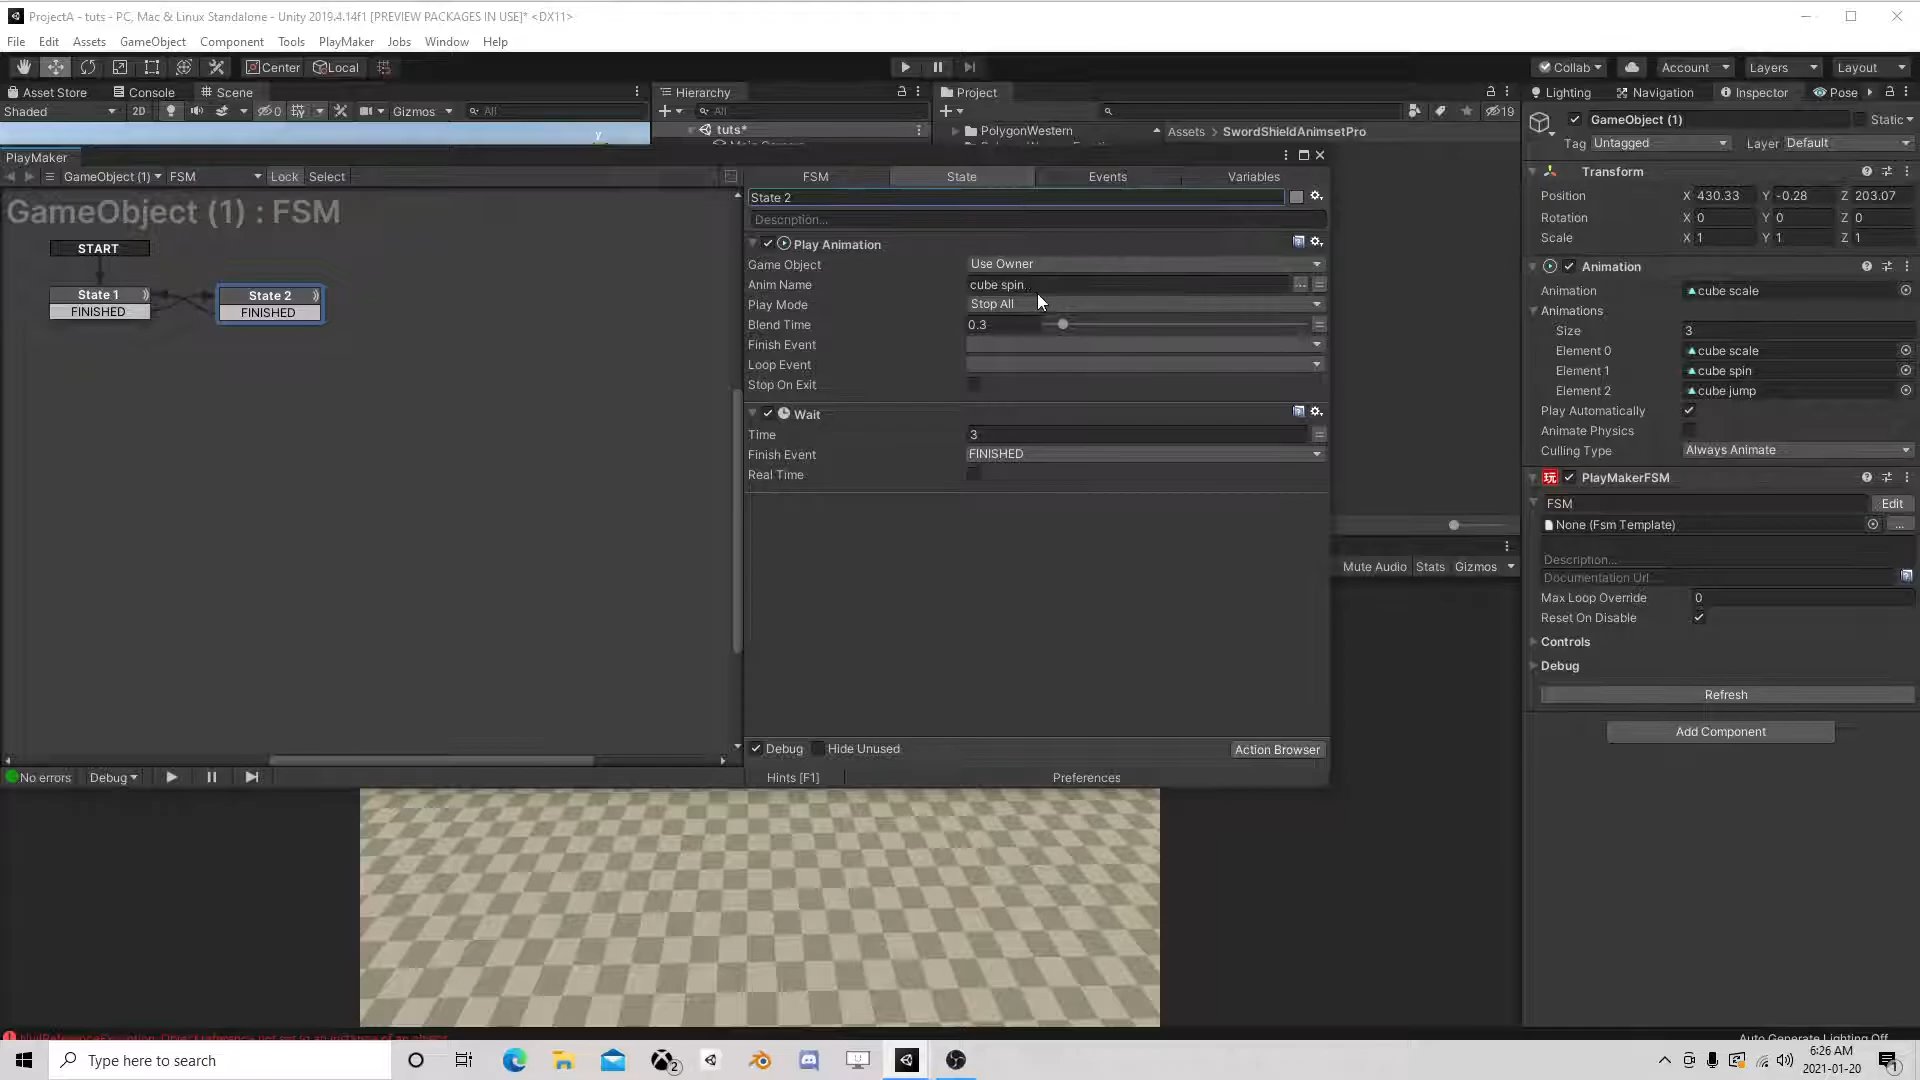 ProjectA - tuts - PC, Mac & Linux Standalone - Unity 2019.4.14f1 [PREVIEW PACKAGES IN USE]* <DX11>
File Edit Assets GameObject Component Tools PlayMaker Jobs Window Help
Center Local Collab Account Layers Layout
Asset Store Console Scene Hierarchy Project Lighting Navigation Inspector Pose
Shaded 2D 0 Gizmos All All 19
GameObject (1) Static
y tuts* PolygonWestern Assets > SwordShieldAnimsetPro
Tag Untagged Layer Default
PlayMaker
Transform
GameObject (1) FSM Lock Select FSM State Events Variables
Position X 430.33 Y -0.28 Z 203.07
State 2
GameObject (1) : FSM
Description...
Rotation X 0 Y 0 Z 0
Scale X 1 Y 1 Z 1
START
Play Animation
Game Object Use Owner
Animation
Anim Name cube spin
Animation cube scale
State 1 State 2
FINISHED FINISHED
Play Mode Stop All
Animations
Blend Time 0.3
Size 3
Finish Event
Element 0 cube scale
Loop Event
Element 1 cube spin
Stop On Exit
Element 2 cube jump
Play Automatically
Wait
Animate Physics
Time 3
Culling Type Always Animate
Finish Event FINISHED
Real Time
PlayMakerFSM
FSM Edit
None (Fsm Template) ...
Description...
Mute Audio Stats Gizmos
Documentation Url
Max Loop Override 0
Reset On Disable
Controls
Debug
Refresh
Add Component
Debug Hide Unused Action Browser
No errors Debug Hints [F1] Preferences
Auto Generate Lighting Off
Type here to search
2
6:26 AM
2021-01-20
1